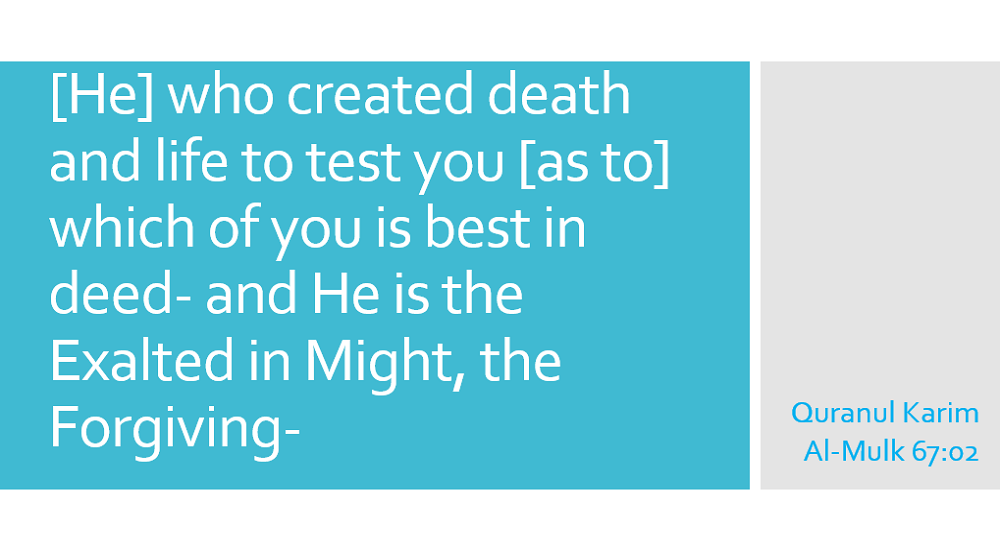 [He] who created death
and life to test you [as to]
which of you is best in
deed- and He is the
Exalted in Might, the
Forgiving-
Quranul Karim
Al-Mulk 67:02